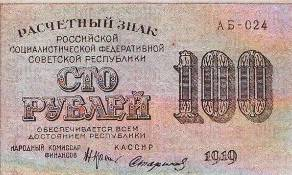 РАСЧЕТНЫЙ ЗНАК
АБ-024
РОССИЙСКОЙ
СОЦИАЛИСТИЧЕСКОЙ ФЕДЕРАТИВНОЙ
СОВЕТСКОЙ РЕСПУБЛИКИ
СТО
РУБЛЕЙ
100
ОБЕСПЕЧИВАЕТСЯ ВСЕМ
ДОСТОЯНИЕМ РЕСПУБЛИКИ
НАРОДНЫЙ КОМИССАР
ФИНАНСОВ
КАССИР
1919